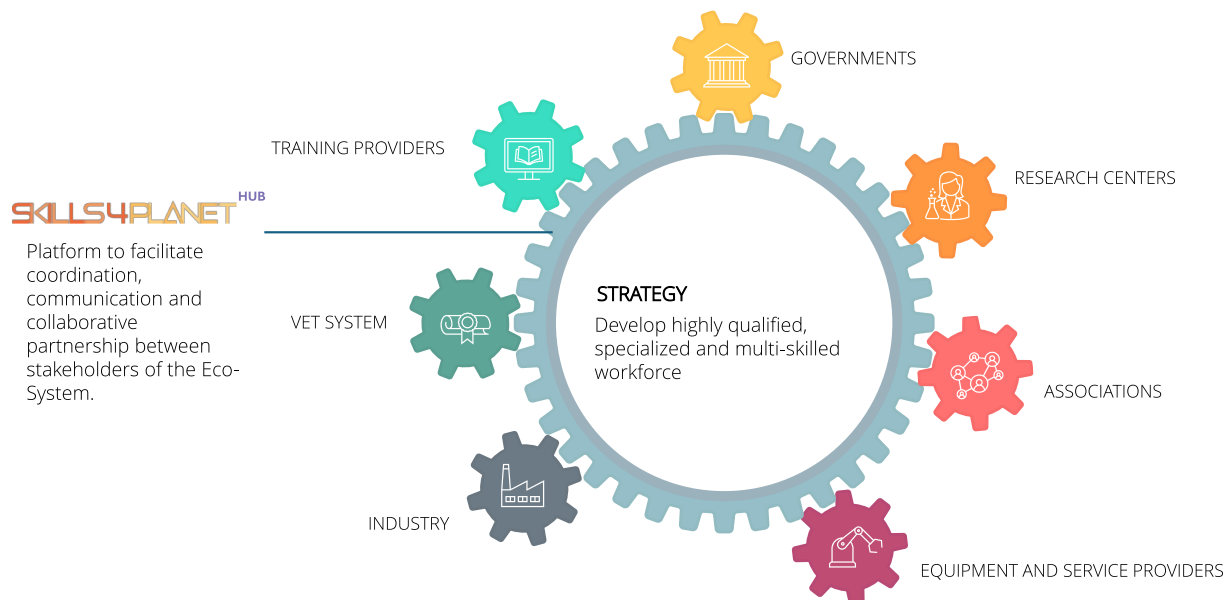 GOVERNMENTS
TRAINING PROVIDERS
RESEARCH CENTERS
SKILLS4PLANET HUB
Platform to facilitate
coordination,
communication and
collaborative
partnership between
stakeholders of the Eco-
System.
STRATEGY
Develop highly qualified,
specialized and multi-skilled
workforce
VET SYSTEM
ASSOCIATIONS
INDUSTRY
EQUIPMENT AND SERVICE PROVIDERS